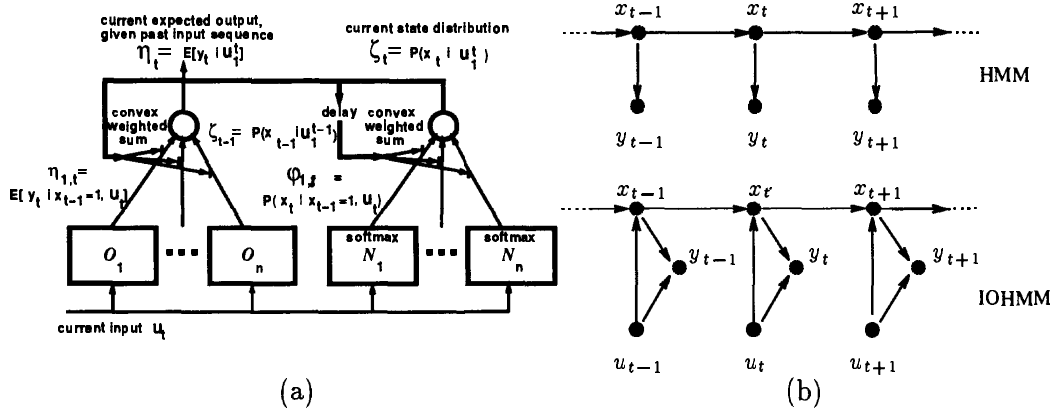 current expected output,
given past input sequence
η_t = E[y_t | u_1^t]
current state distribution
ζ_t = P(x_t | u_1^t)
delay
convex
weighted
sum
ζ_{t-1} = P(x_{t-1} | u_1^{t-1})
convex
weighted
sum
η_{1,t} =
E[ y_t | x_{t-1}=1, u_t]
φ_{1,t} =
P( x_t | x_{t-1}=1, u_t)
O_1
O_n
softmax
N_1
softmax
N_n
current input u_t
(a)
x_{t-1} x_t x_{t+1}
HMM
y_{t-1} y_t y_{t+1}
x_{t-1} x_t x_{t+1}
y_{t-1} y_t y_{t+1}
IOHMM
u_{t-1} u_t u_{t+1}
(b)